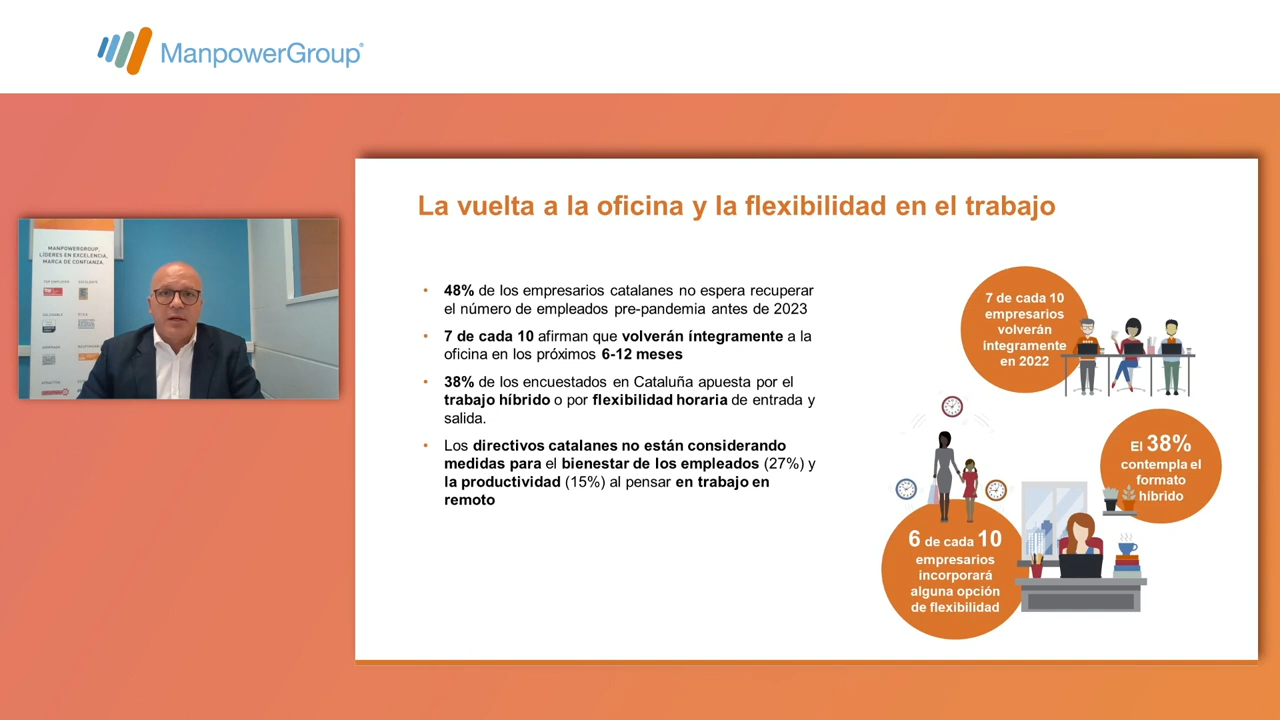 ManpowerGroup®
MANPOWERGROUP,
LÍDERES EN EXCELENCIA,
MARCA DE CONFIANZA.
TOP EMPLOYER
La vuelta a la oficina y la flexibilidad en el trabajo
• 48% de los empresarios catalanes no espera recuperar
el número de empleados pre-pandemia antes de 2023
• 7 de cada 10 afirman que volverán íntegramente a la
oficina en los próximos 6-12 meses
• 38% de los encuestados en Cataluña apuesta por el
trabajo híbrido o por flexibilidad horaria de entrada y
salida.
• Los directivos catalanes no están considerando
medidas para el bienestar de los empleados (27%) y
la productividad (15%) al pensar en trabajo en
remoto
7 de cada 10
empresarios
volverán
íntegramente
en 2022
El 38%
contempla el
formato
híbrido
6 de cada 10
empresarios
incorporará
alguna opción
de flexibilidad